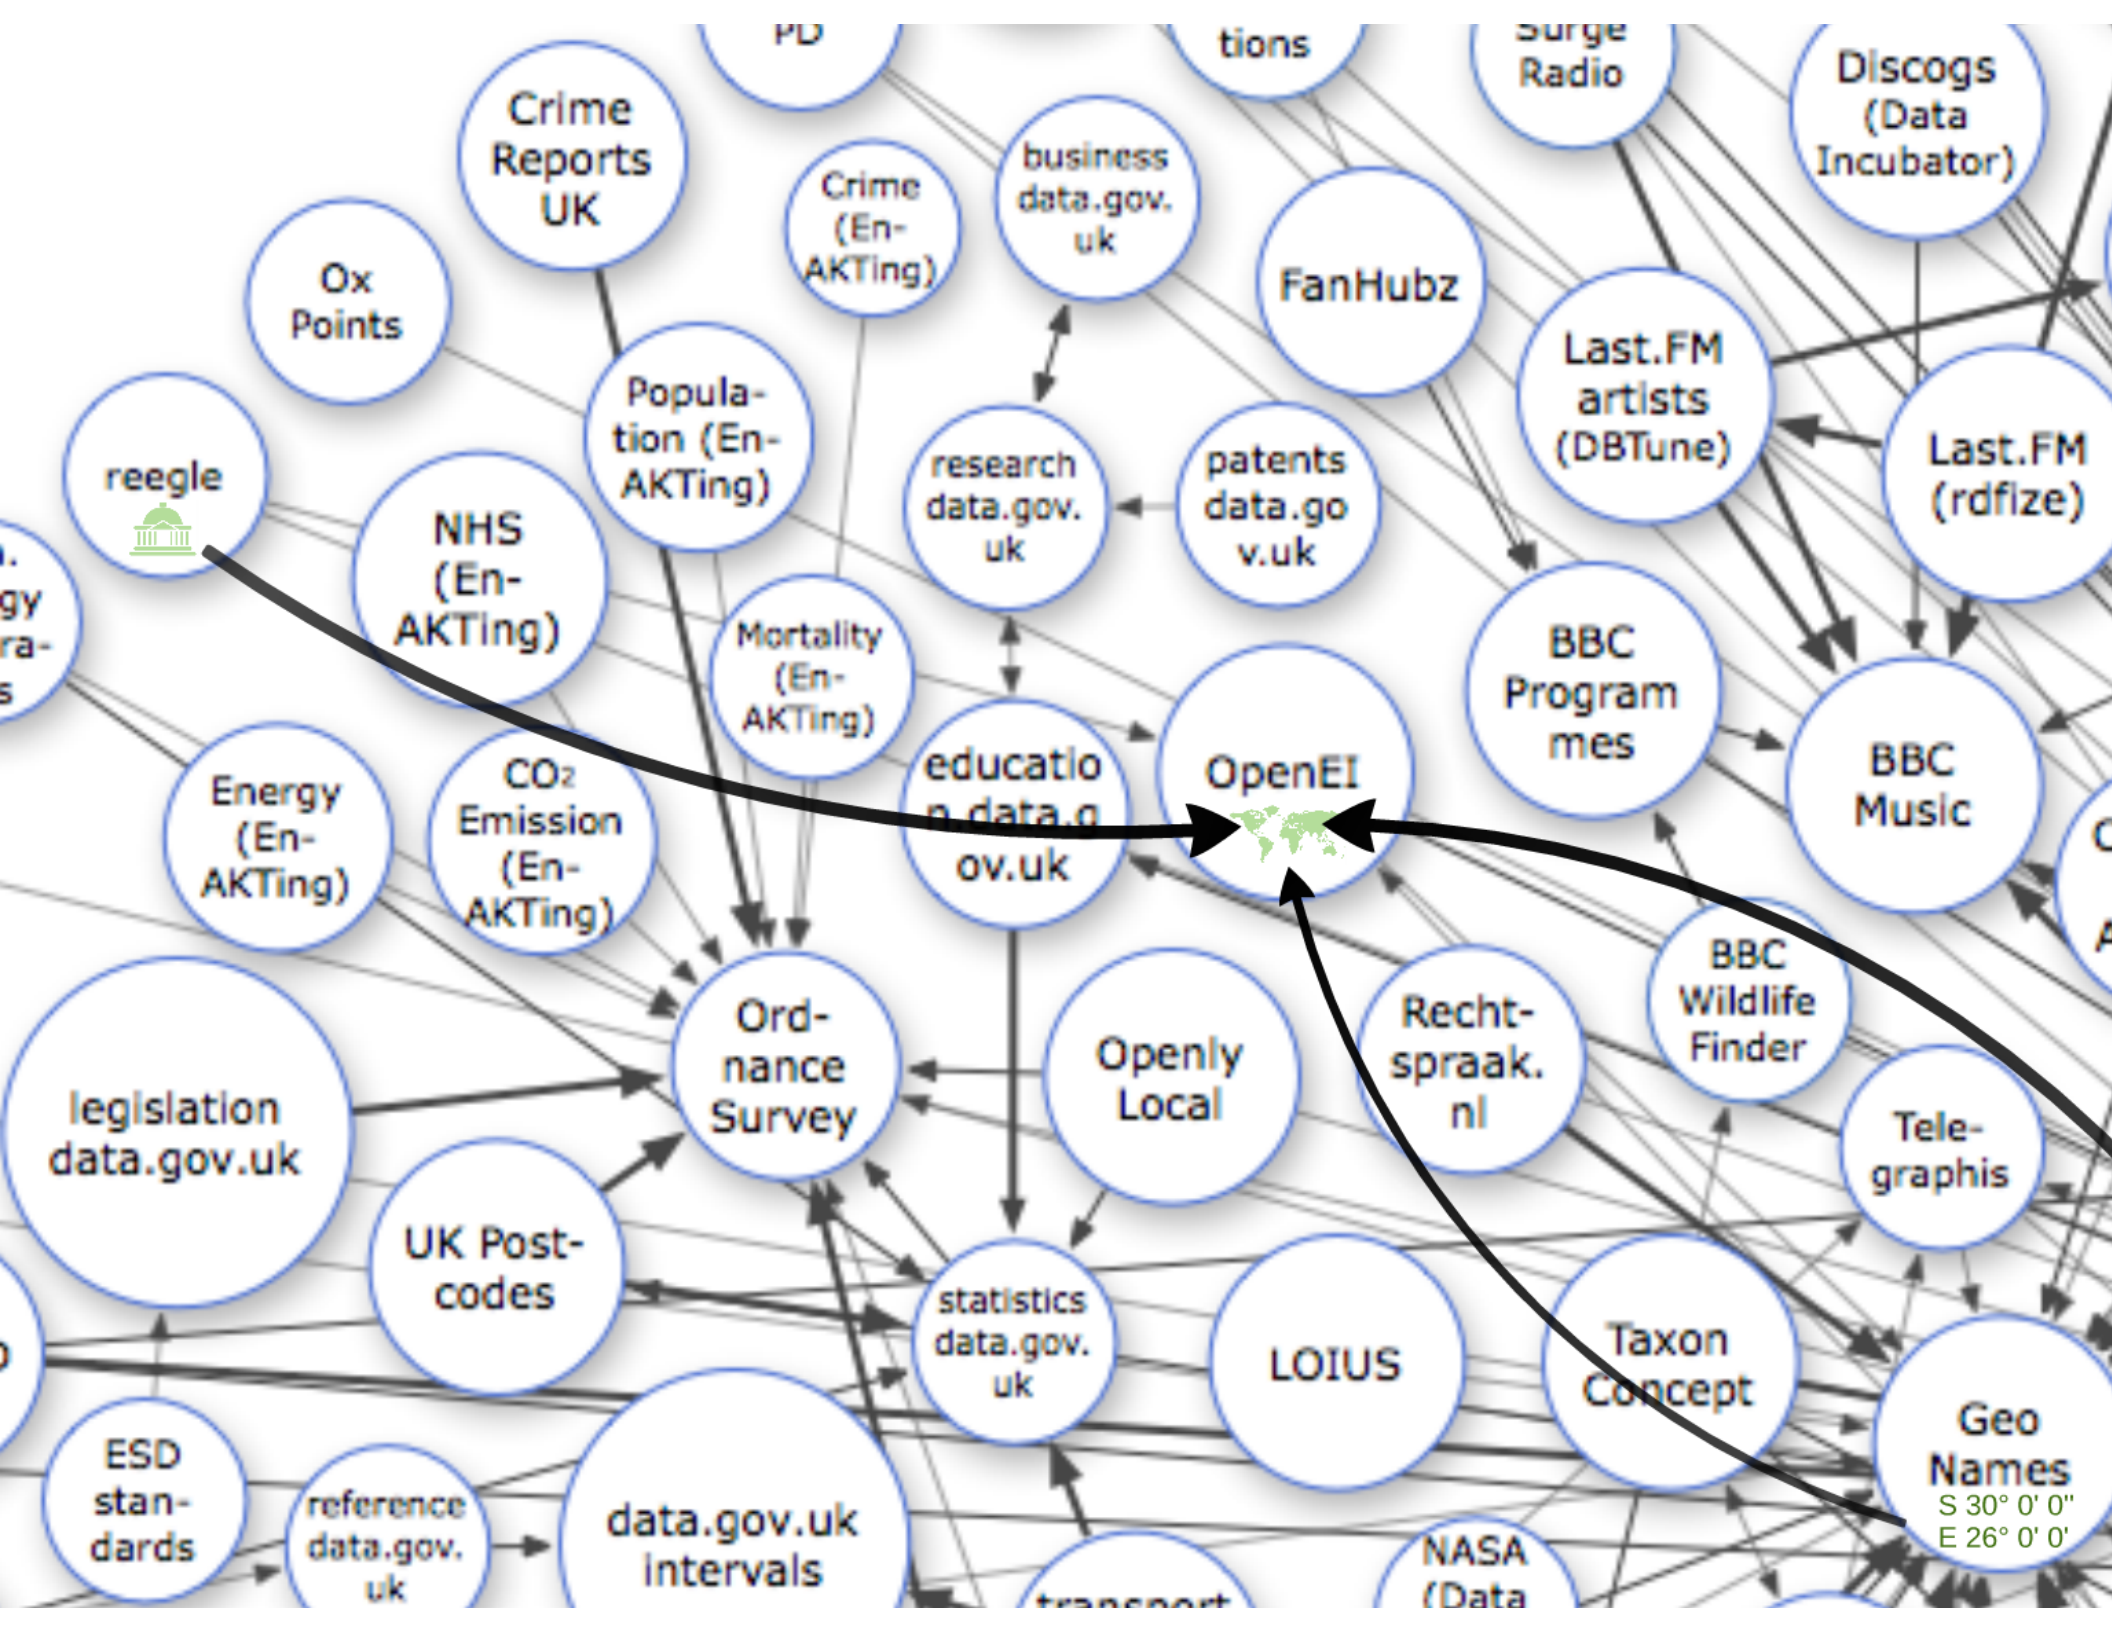 PD
tions
Surge
Radio
Discogs
(Data
Incubator)
Crime
Reports
UK
Crime
(En-
AKTing)
business
data.gov.
uk
Ox
Points
FanHubz
Last.FM
artists
(DBTune)
Popula-
tion (En-
AKTing)
reegle
research
data.gov.
uk
patents
data.go
v.uk
Last.FM
(rdfize)
NHS
(En-
AKTing)
gy
ra-
s
Mortality
(En-
AKTing)
BBC
Program
mes
OpenEI
educatio
n.data.g
ov.uk
BBC
Music
Energy
(En-
AKTing)
CO2
Emission
(En-
AKTing)
BBC
Wildlife
Finder
Ord-
nance
Survey
Openly
Local
Recht-
spraak.
nl
legislation
data.gov.uk
Tele-
graphis
UK Post-
codes
statistics
data.gov.
uk
LOIUS
Taxon
Concept
Geo
Names
S 30° 0' 0"
E 26° 0' 0'
ESD
stan-
dards
reference
data.gov.
uk
data.gov.uk
intervals
transport
NASA
(Data